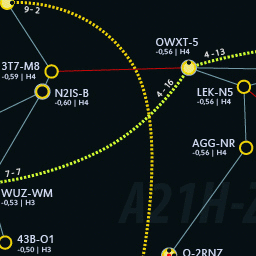 9-2
OWXT-5
-0,56 | H4
4-13
3T7-M8
-0,59 | H4
4-16
N2IS-B
-0,60 | H4
LEK-N5
-0,56 | H4
AGG-NR
-0,56 | H4
7-7
WUZ-WM
-0,53 | H3
A21H-
43B-O1
-0,50 | H3